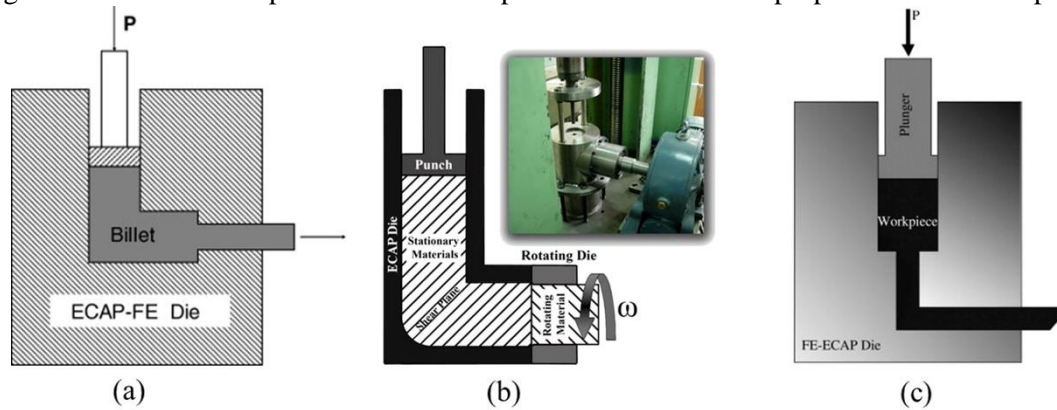 P
Billet
ECAP-FE Die
(a)
Punch
ECAP Die
Stationary
Materials
Shear Plane
Rotating Die
Rotating
Material
ω
(b)
P
Plunger
Workpiece
FE-ECAP Die
(c)